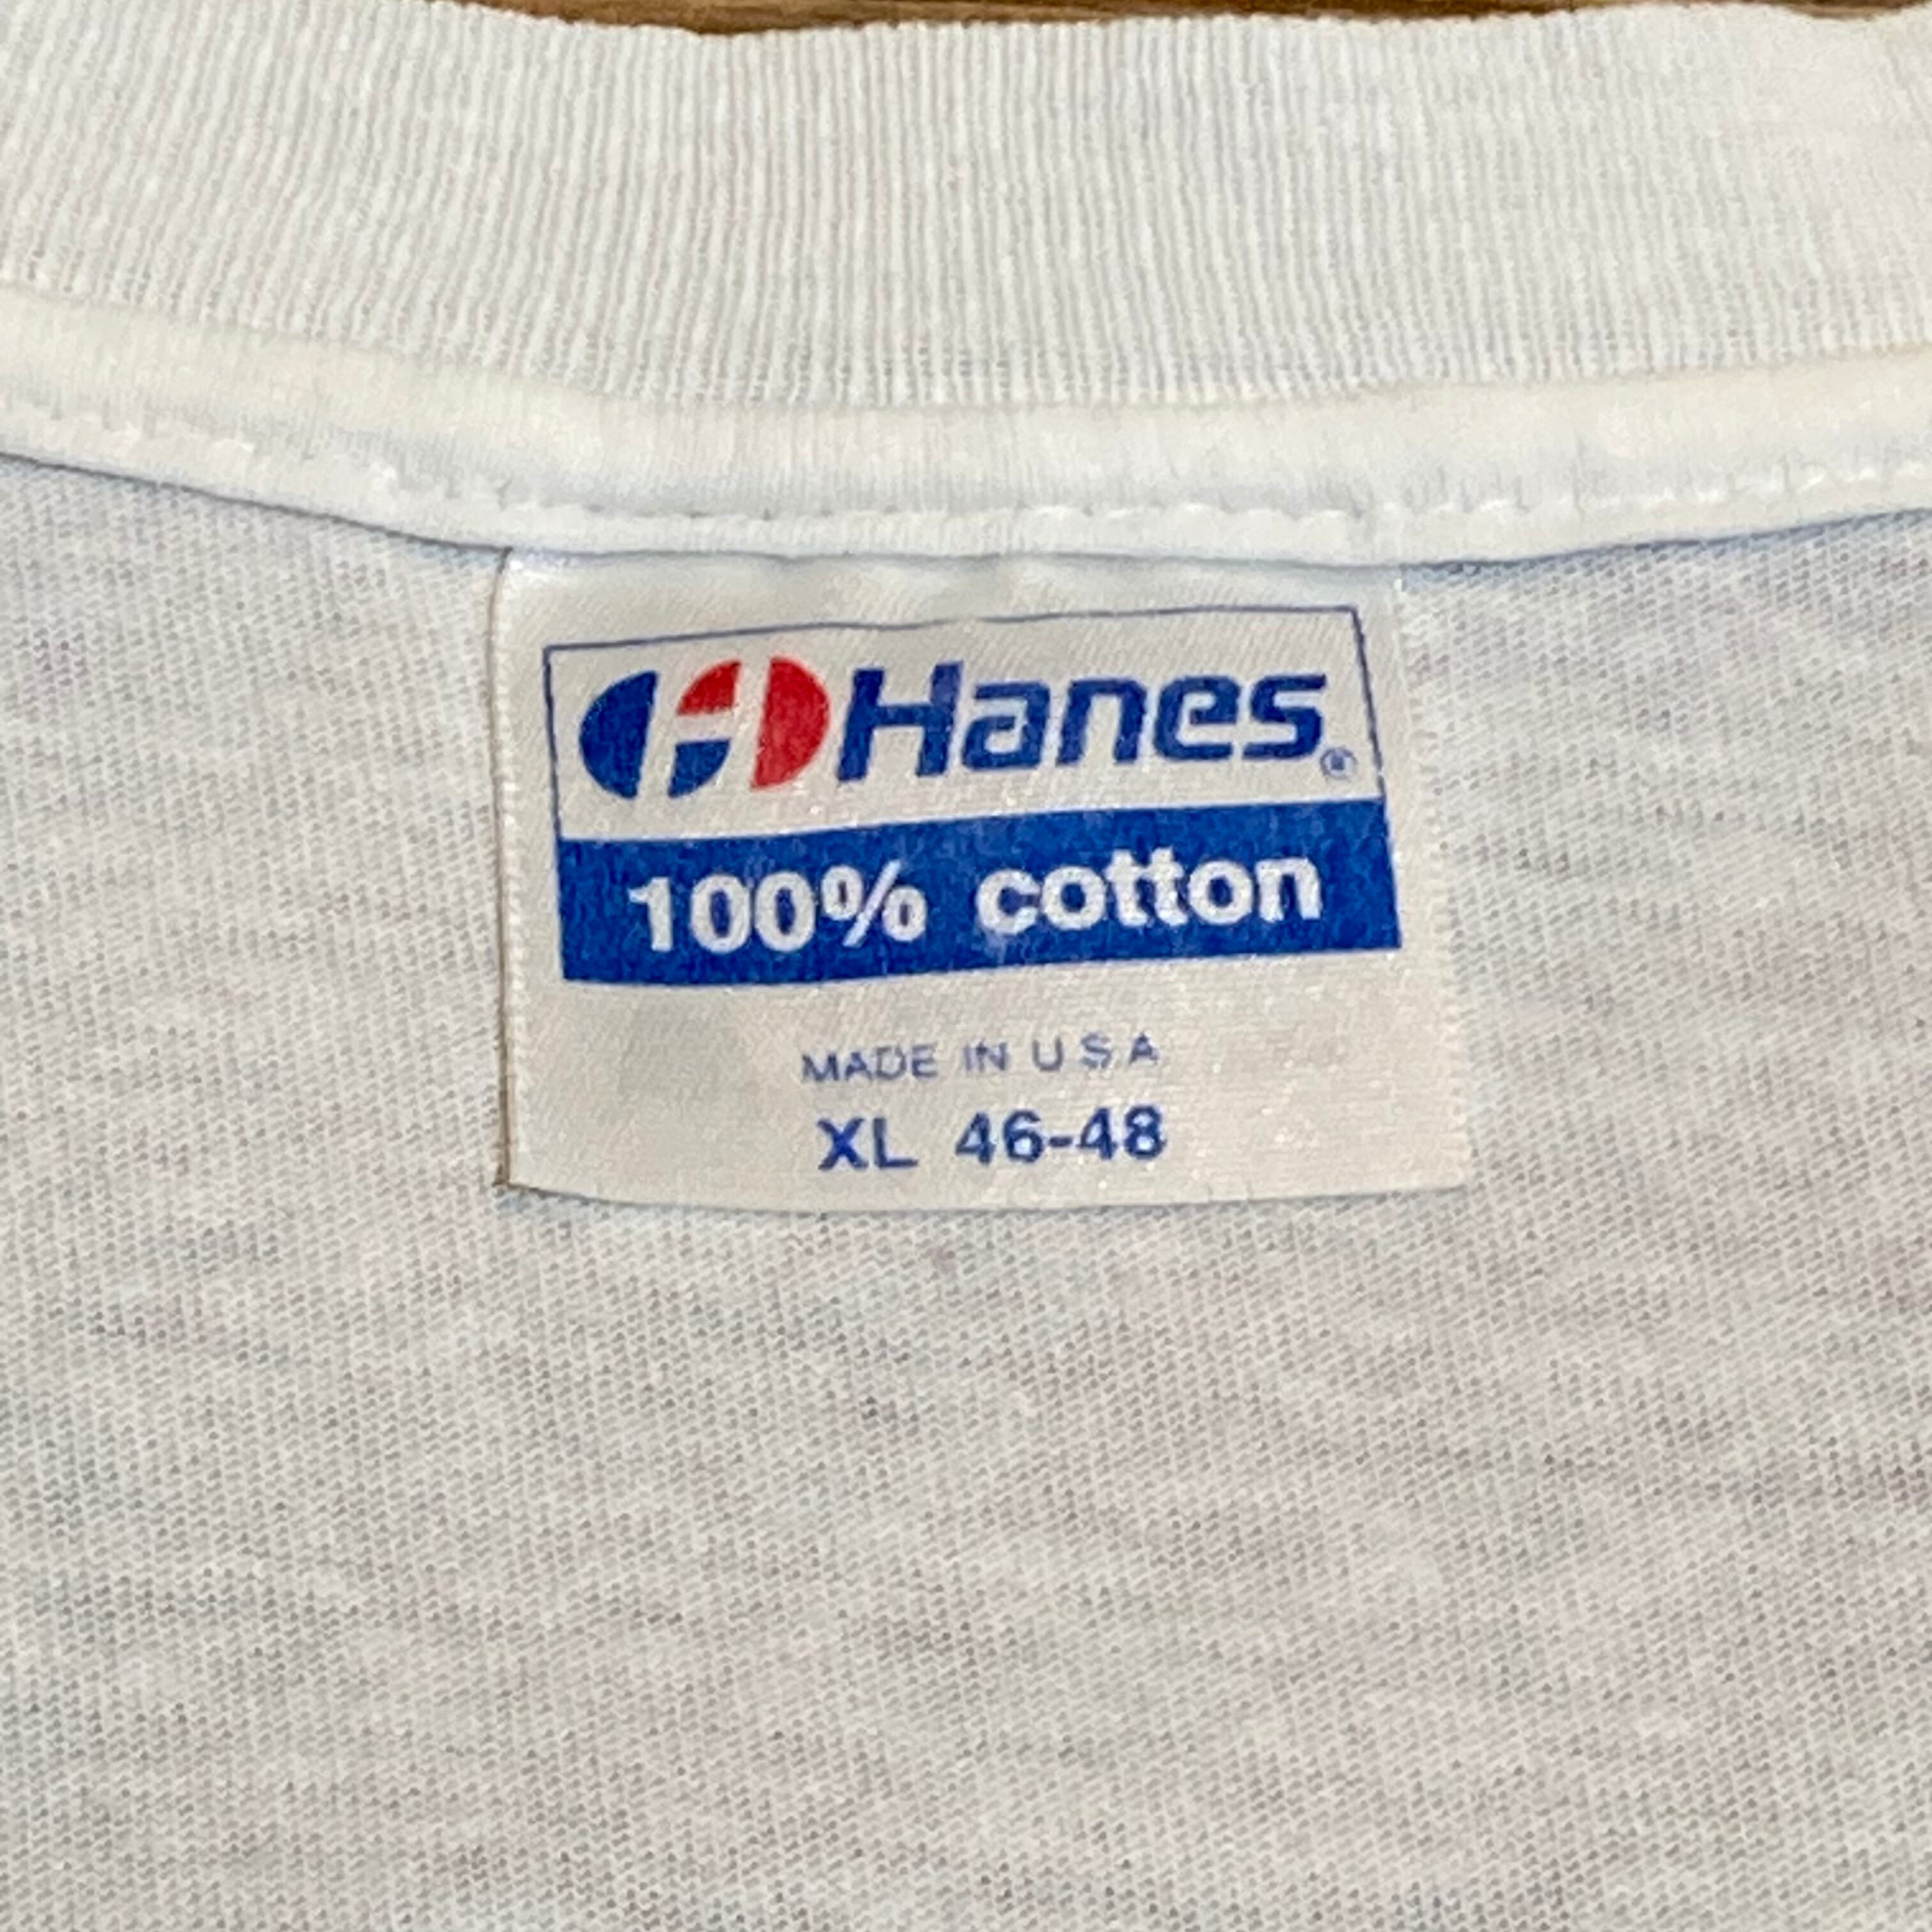 Hanes®
100% cotton
MADE IN U S A
XL 46-48